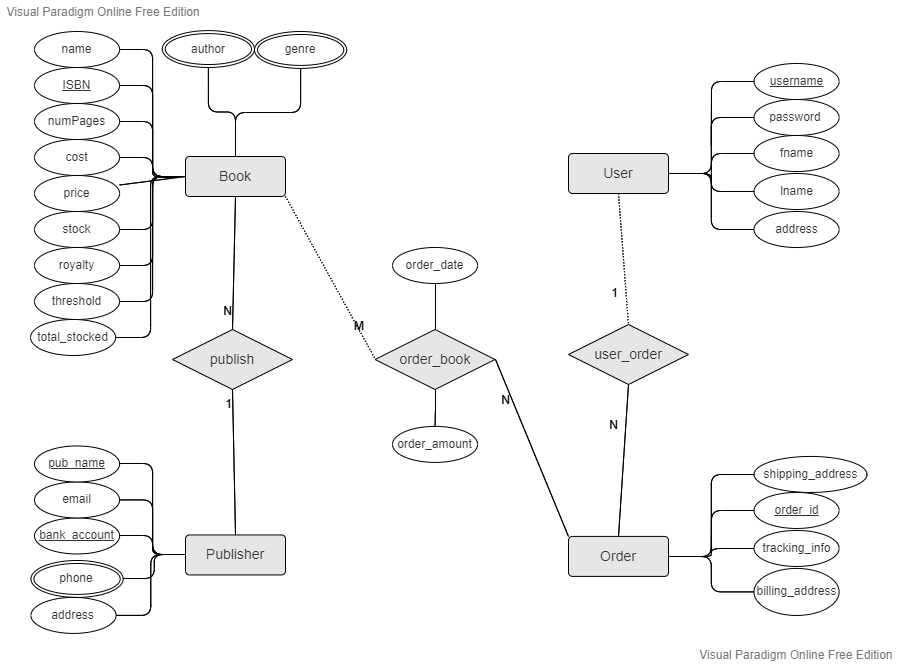 Visual Paradigm Online Free Edition
name
ISBN
numPages
cost
price
stock
royalty
threshold
total_stocked
author
genre
Book
User
username
password
fname
lname
address
order_date
1
N
M
publish
order_book
user_order
1
N
N
order_amount
pub_name
email
bank_account
phone
address
Publisher
Order
shipping_address
order_id
tracking_info
billing_address
Visual Paradigm Online Free Edition